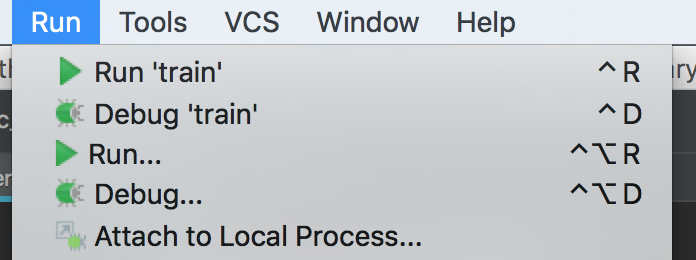 Run Tools VCS Window Help
Run 'train' ^ R
Debug 'train' ^ D
Run... ^⌥ R
Debug... ^⌥ D
Attach to Local Process...